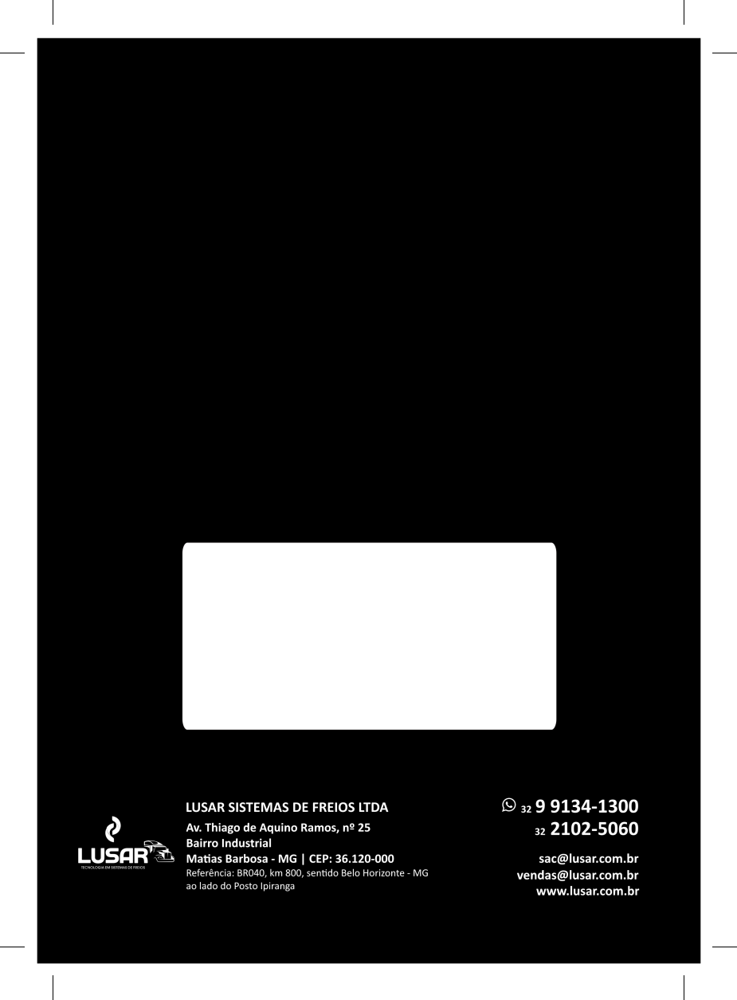 LUSAR
TECNOLOGIA EM SISTEMAS DE FREIOS
LUSAR SISTEMAS DE FREIOS LTDA
Av. Thiago de Aquino Ramos, nº 25
Bairro Industrial
Matias Barbosa - MG | CEP: 36.120-000
Referência: BR040, km 800, sentido Belo Horizonte - MG
ao lado do Posto Ipiranga
32 9 9134-1300
32 2102-5060
sac@lusar.com.br
vendas@lusar.com.br
www.lusar.com.br